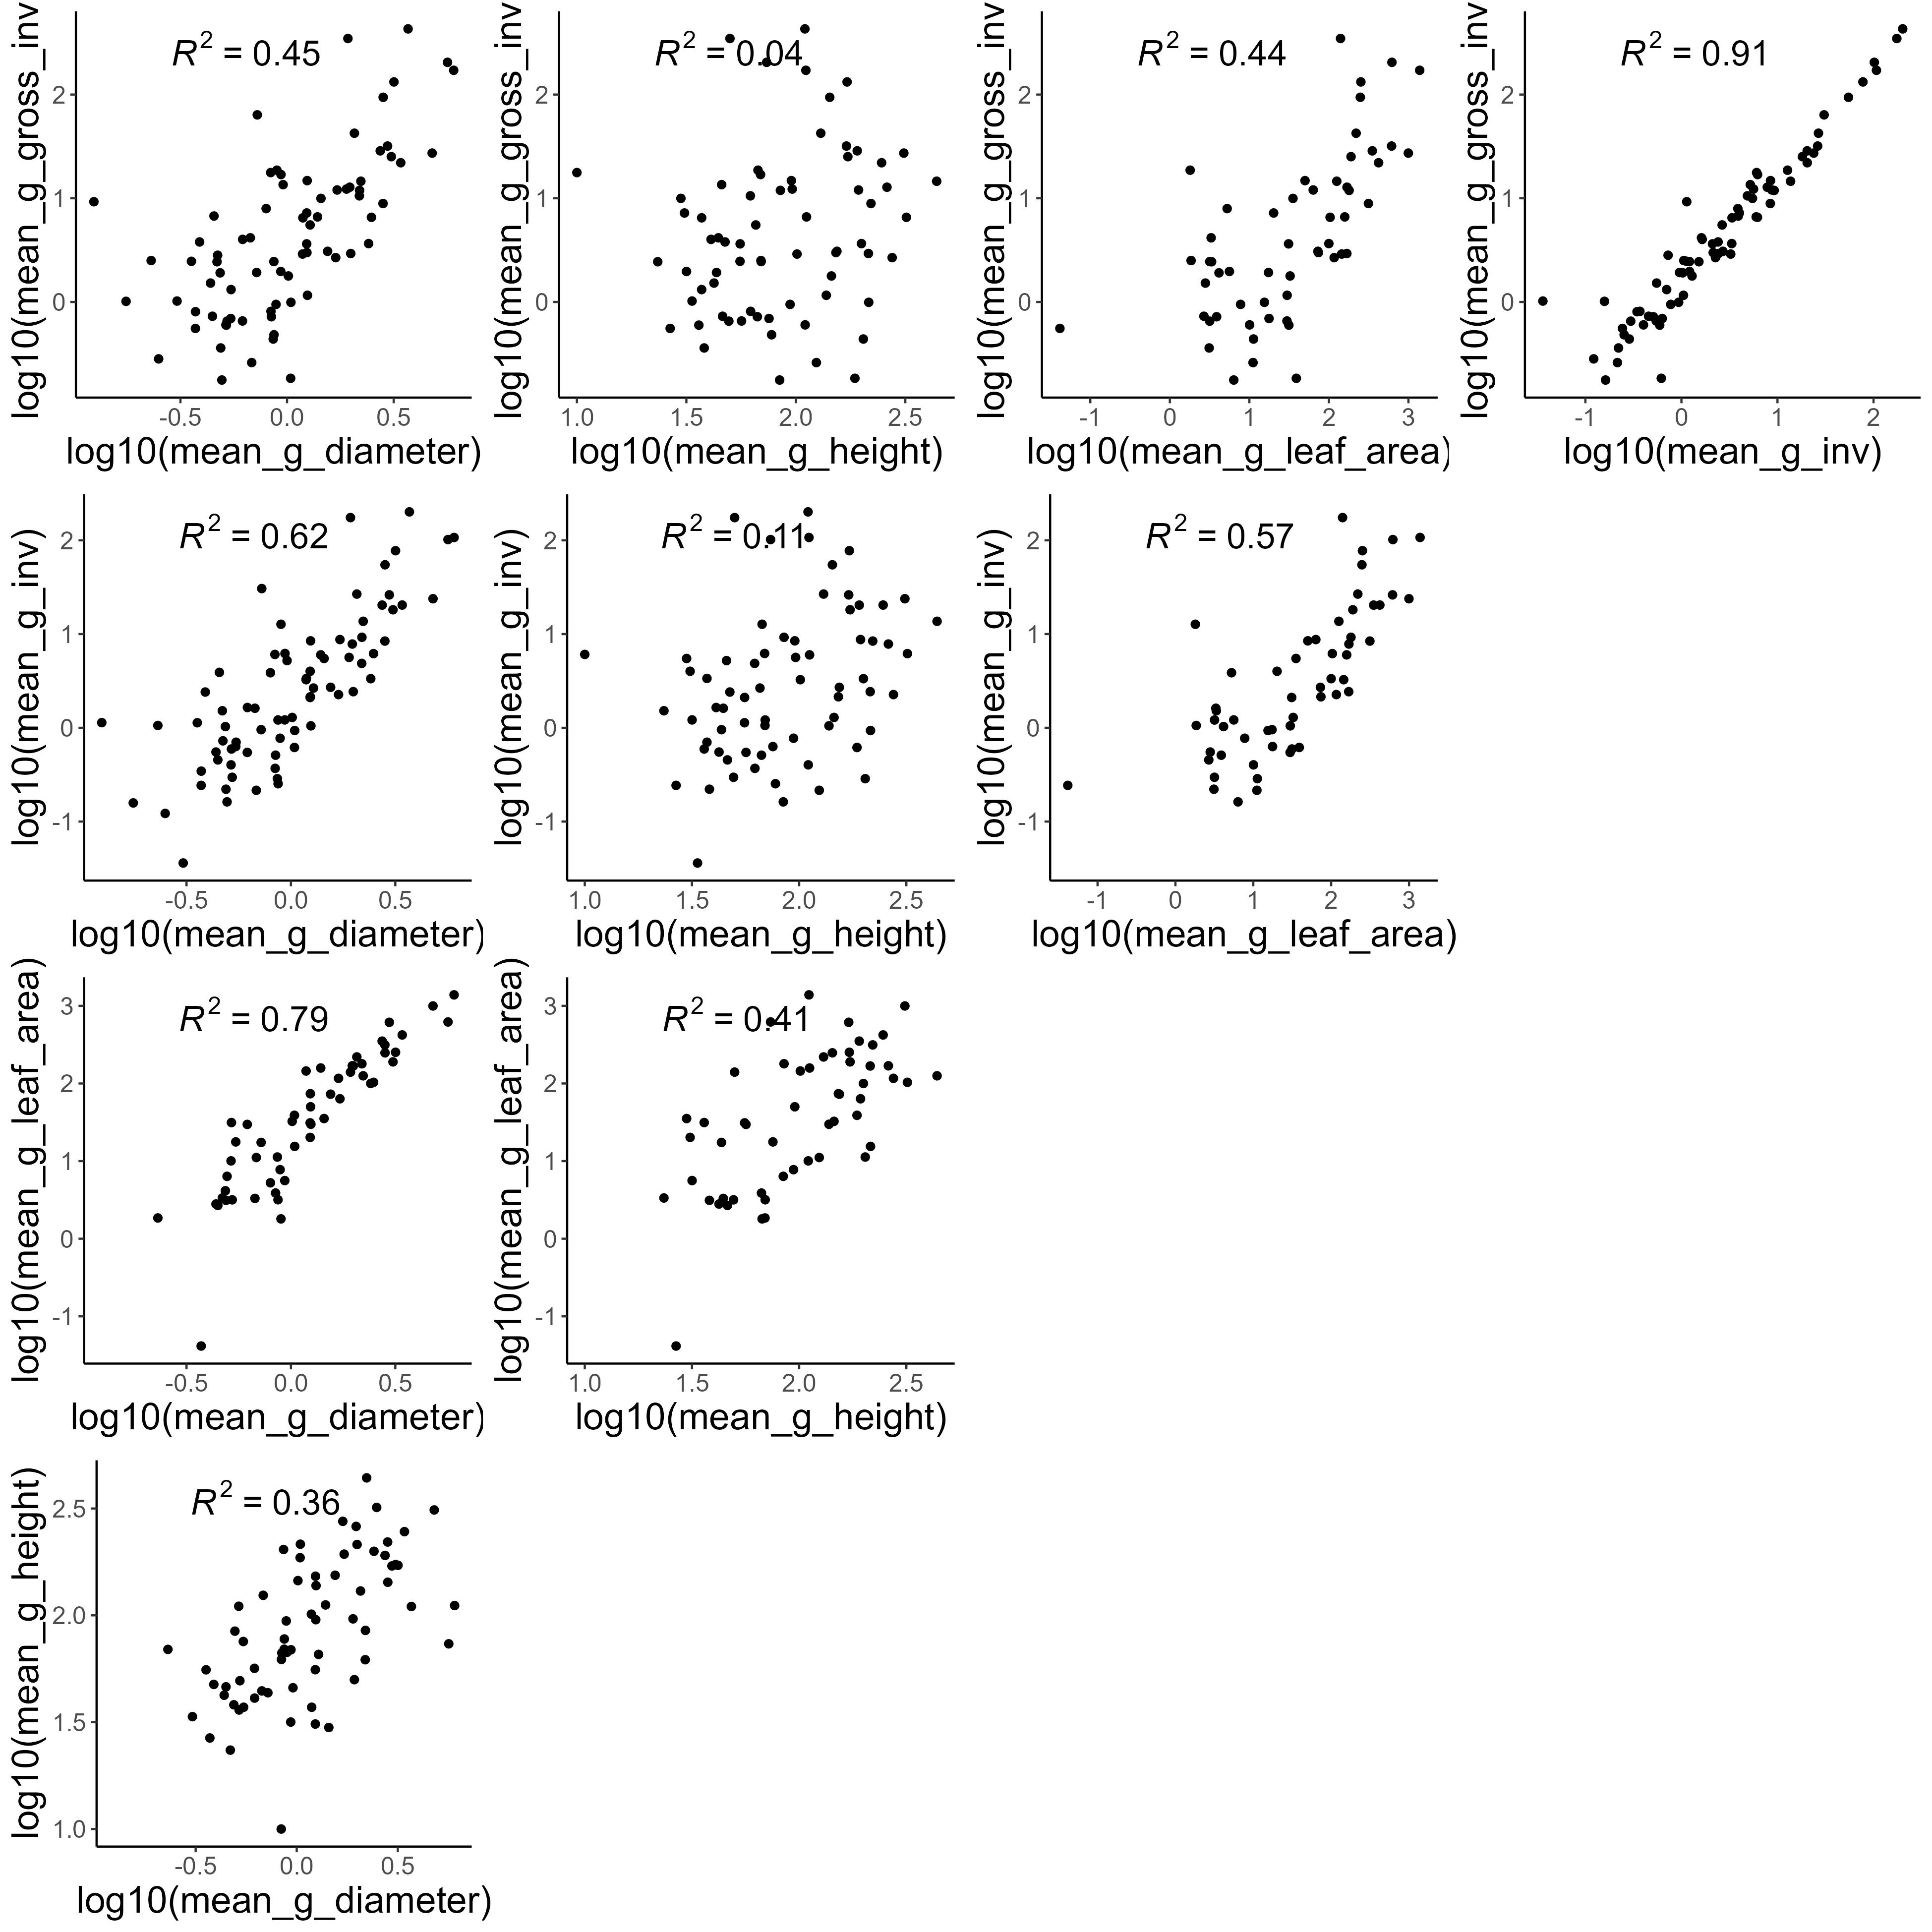 log10(mean_g_gross_inv
R² = 0.45
2
1
0
-0.5 0.0 0.5
log10(mean_g_diameter)
log10(mean_g_gross_inv
R² = 0.04
2
1
0
1.0 1.5 2.0 2.5
log10(mean_g_height)
log10(mean_g_gross_inv
R² = 0.44
2
1
0
-1 0 1 2 3
log10(mean_g_leaf_area)
log10(mean_g_gross_inv
R² = 0.91
2
1
0
-1 0 1 2
log10(mean_g_inv)
log10(mean_g_inv)
R² = 0.62
2
1
0
-1
-0.5 0.0 0.5
log10(mean_g_diameter)
log10(mean_g_inv)
R² = 0.11
2
1
0
-1
1.0 1.5 2.0 2.5
log10(mean_g_height)
log10(mean_g_inv)
R² = 0.57
2
1
0
-1
-1 0 1 2 3
log10(mean_g_leaf_area)
log10(mean_g_leaf_area)
R² = 0.79
3
2
1
0
-1
-0.5 0.0 0.5
log10(mean_g_diameter)
log10(mean_g_leaf_area)
R² = 0.41
3
2
1
0
-1
1.0 1.5 2.0 2.5
log10(mean_g_height)
log10(mean_g_height)
R² = 0.36
2.5
2.0
1.5
1.0
-0.5 0.0 0.5
log10(mean_g_diameter)